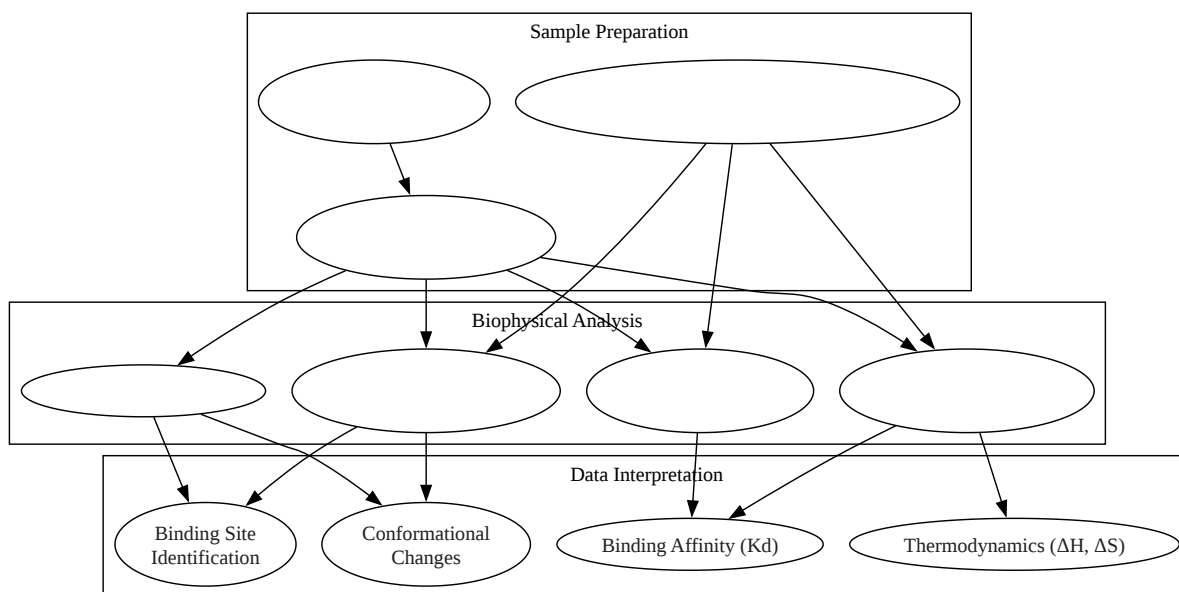 Sample Preparation
Biophysical Analysis
Data Interpretation
Binding Site
Identification
Conformational
Changes
Binding Affinity (Kd)
Thermodynamics (ΔH, ΔS)